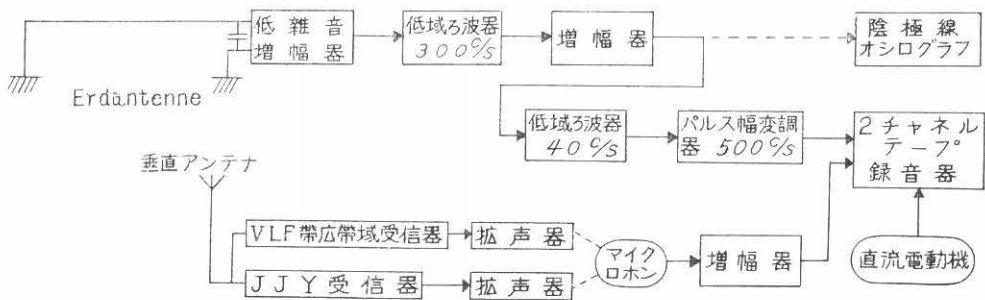 低雑音
増幅器
低域ろ波器
300 c/s
増幅器
陰極線
オシログラフ
Erdantenne
低域ろ波器
40 c/s
パルス幅変調
器 500 c/s
2チャネル
テープ
録音器
垂直アンテナ
VLF帯広帯域受信器
拡声器
マイク
ロホン
増幅器
直流電動機
JJY受信器
拡声器